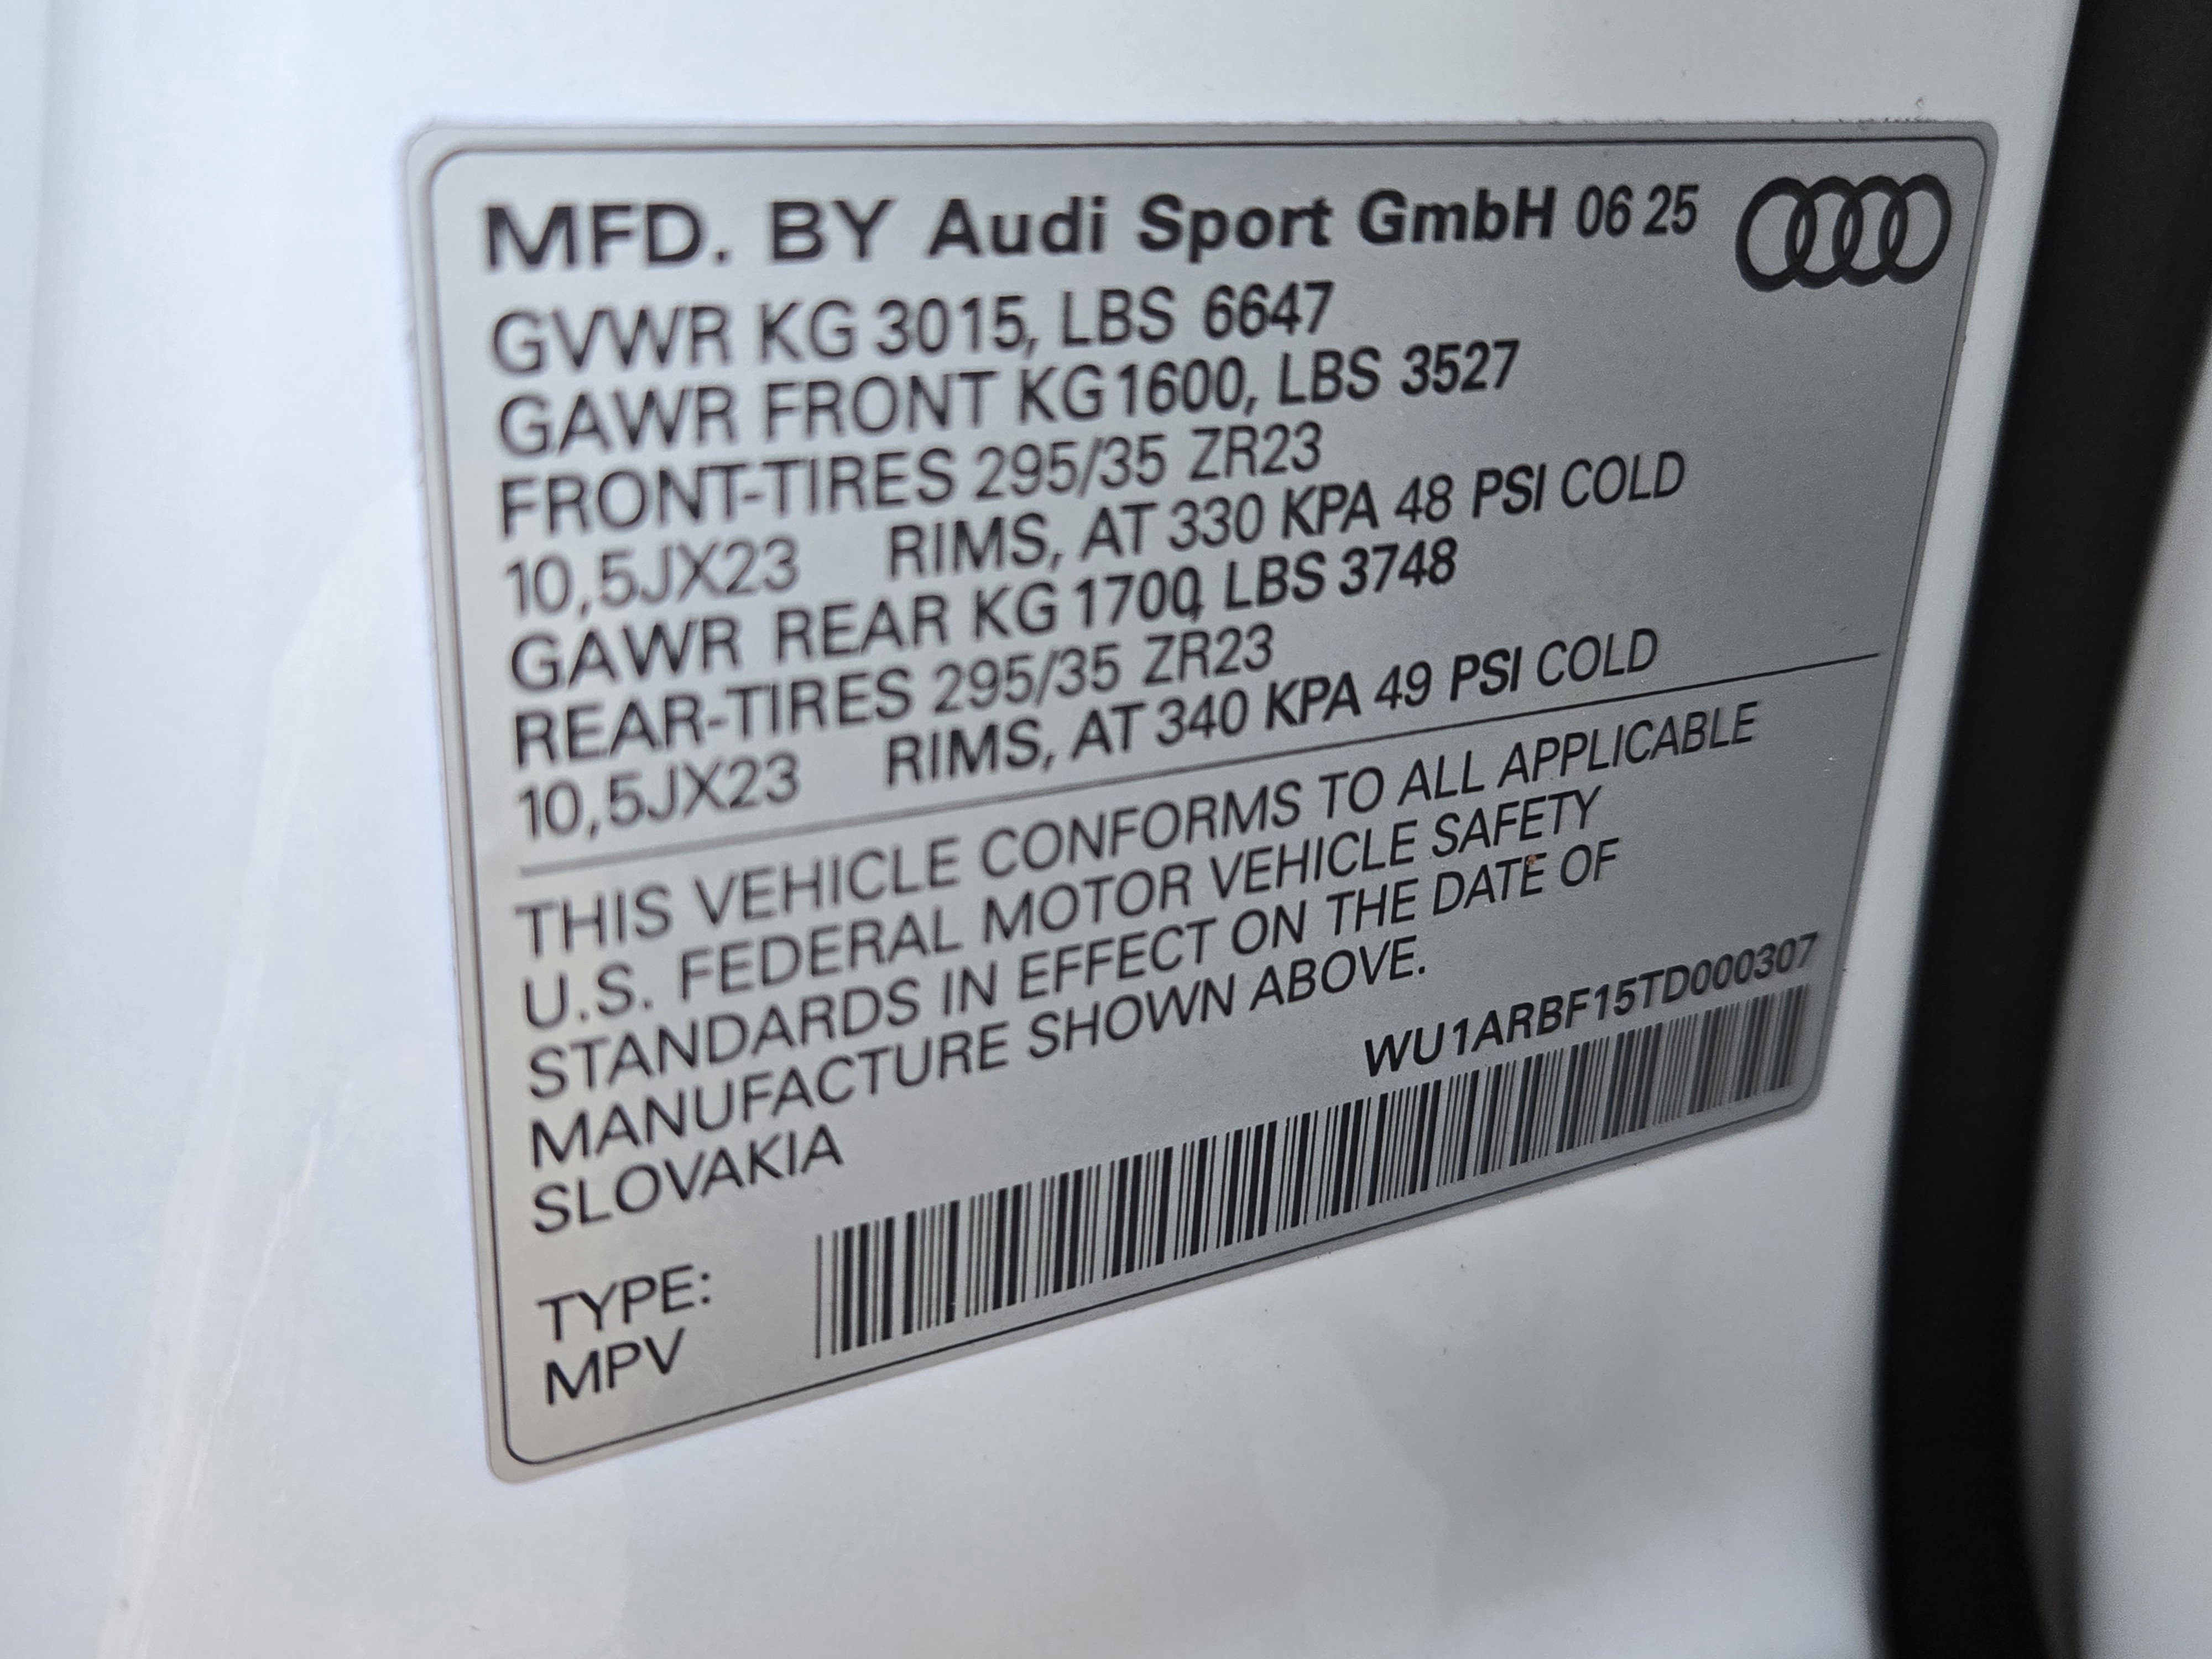 MFD. BY Audi Sport GmbH 06 25
GVWR KG 3015, LBS 6647
GAWR FRONT KG 1600, LBS 3527
FRONT-TIRES 295/35 ZR23
10,5JX23 RIMS, AT 330 KPA 48 PSI COLD
GAWR REAR KG 1700, LBS 3748
REAR-TIRES 295/35 ZR23
10,5JX23 RIMS, AT 340 KPA 49 PSI COLD
THIS VEHICLE CONFORMS TO ALL APPLICABLE
U.S. FEDERAL MOTOR VEHICLE SAFETY
STANDARDS IN EFFECT ON THE DATE OF
MANUFACTURE SHOWN ABOVE.
SLOVAKIA
WU1ARBF15TD000307
TYPE:
MPV